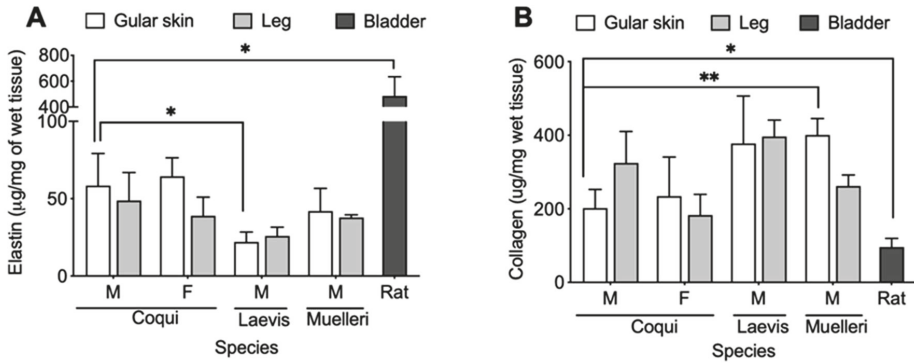 A
Gular skin Leg Bladder
Elastin (µg/mg of wet tissue)
800
600
400
100
50
0
*
*
M F M M Rat
Coqui Laevis Muelleri
Species
B
Gular skin Leg Bladder
Collagen (ug/mg wet tissue)
600
400
200
0
*
**
M F M M Rat
Coqui Laevis Muelleri
Species